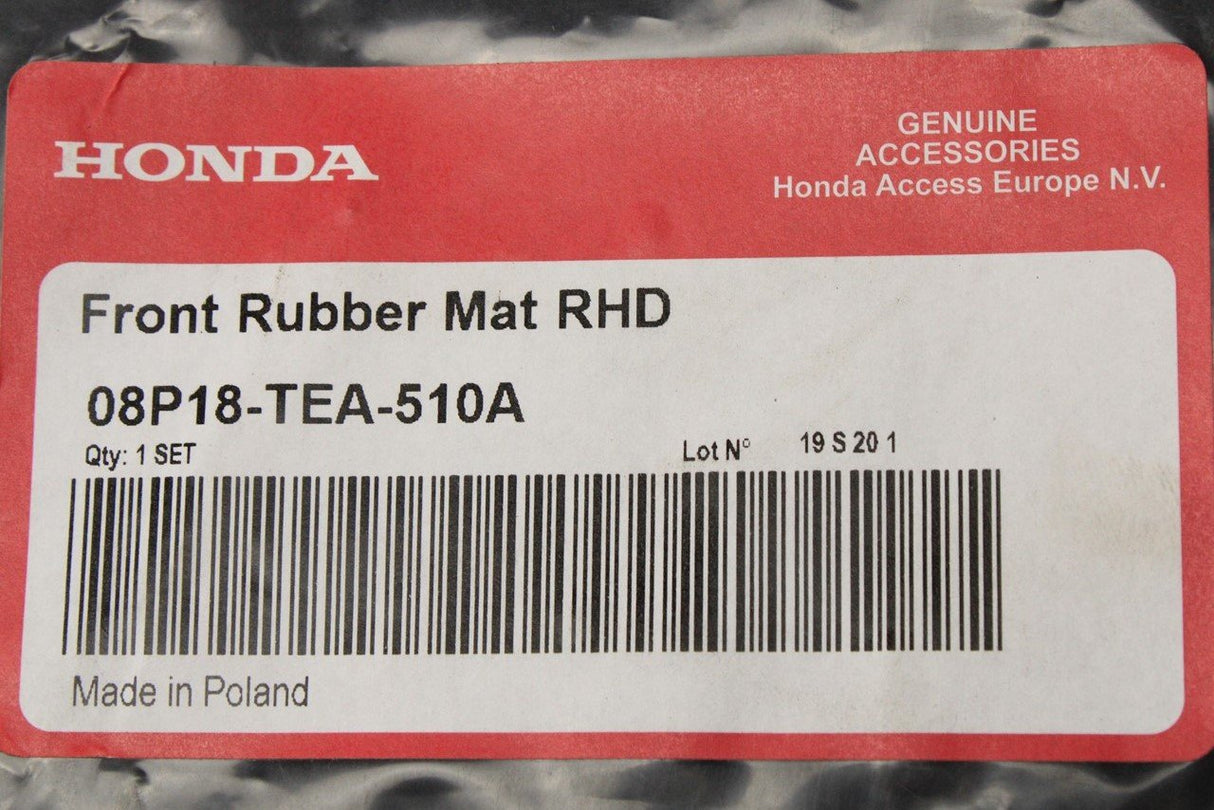 HONDA
GENUINE
ACCESSORIES
Honda Access Europe N.V.
Front Rubber Mat RHD
08P18-TEA-510A
Qty: 1 SET
Lot N° 19 S 20 1
Made in Poland